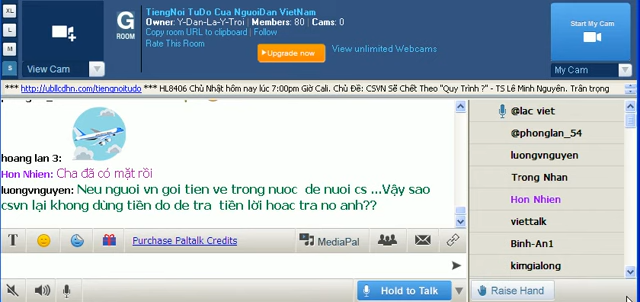 TiengNoi TuDo Cua NguoiDan VietNam
Owner: Y-Dan-La-Y-Troi | Members: 80 | Cams: 0
Copy room URL to clipboard | Follow
Rate This Room
G
ROOM
Upgrade now
View unlimited Webcams
Start My Cam
XL
L
M
S
View Cam
My Cam
*** http://ubllcdhn.com/tiengnoitudo *** HL8406 Chủ Nhật hôm nay lúc 7:00pm Giờ Cali. Chủ Đề: CSVN Sẽ Chết Theo "Quy Trình ?" - TS Lê Minh Nguyên. Trân trọng
hoang lan 3:
Hon Nhien: Cha đã có mặt rồi
luongvnguyen: Neu nguoi vn goi tien ve trong nuoc de nuoi cs ...Vậy sao
csvn lại khong dùng tiền do de tra tiền lời hoac tra no anh??
T
Purchase Paltalk Credits
MediaPal
Hold to Talk
@lac viet
@phonglan_54
luongvnguyen
Trong Nhan
Hon Nhien
viettalk
Binh-An1
kimgialong
Raise Hand